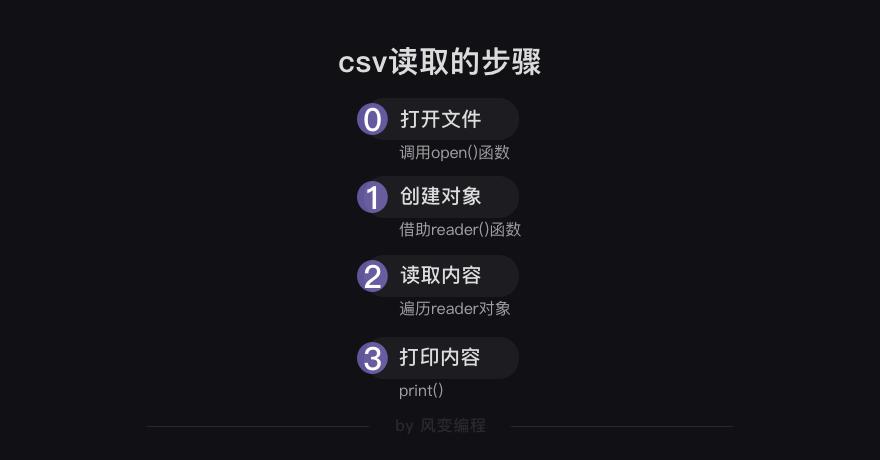 csv读取的步骤
0 打开文件
调用open()函数
1 创建对象
借助reader()函数
2 读取内容
遍历reader对象
3 打印内容
print()
by 风变编程